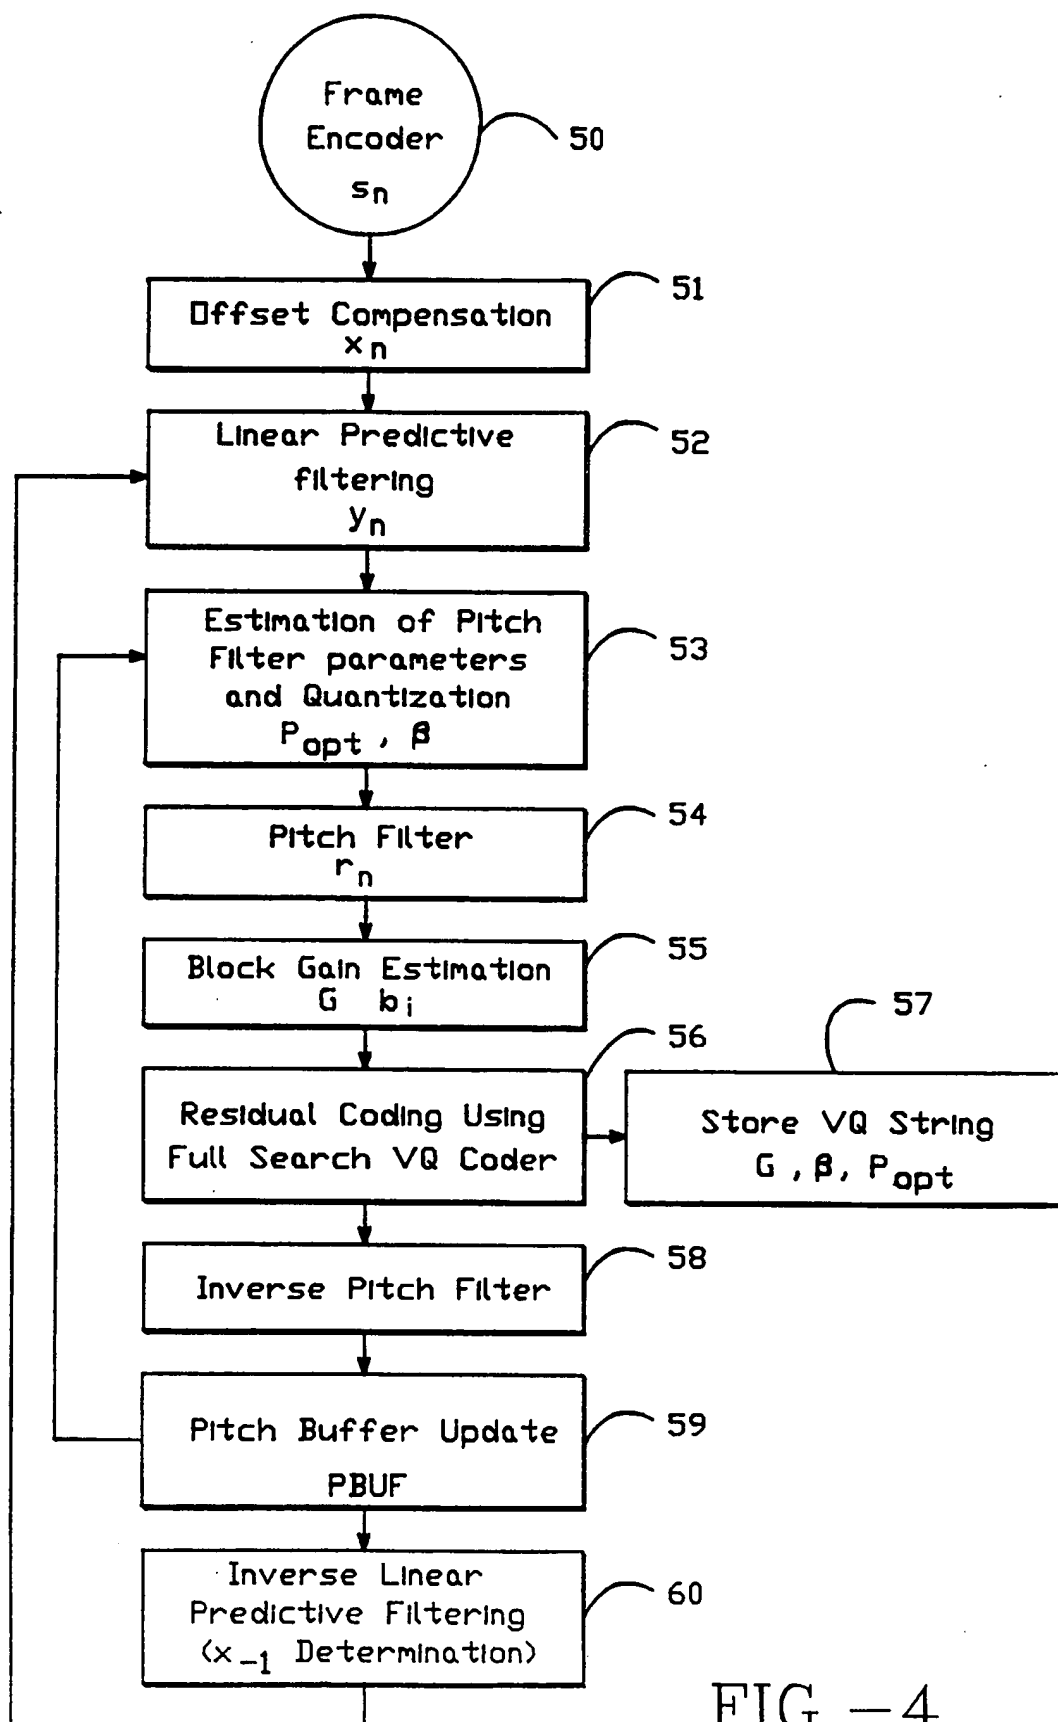 Frame
Encoder
sn
50
Offset Compensation
xn
51
Linear Predictive
filtering
yn
52
Estimation of Pitch
Filter parameters
and Quantization
Popt , β
53
Pitch Filter
rn
54
Block Gain Estimation
G bi
55
Residual Coding Using
Full Search VQ Coder
56
Store VQ String
G , β, Popt
57
Inverse Pitch Filter
58
Pitch Buffer Update
PBUF
59
Inverse Linear
Predictive Filtering
(x-1 Determination)
60
FIG.-4